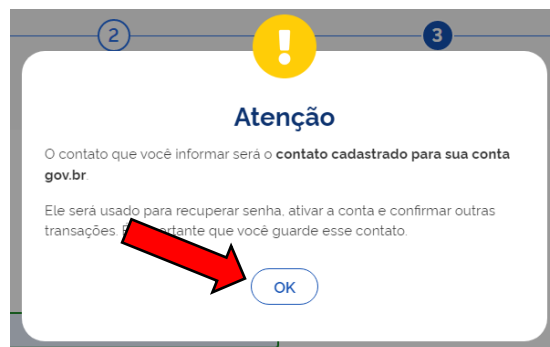 2
3
!
Atenção
O contato que você informar será o contato cadastrado para sua conta
gov.br.
Ele será usado para recuperar senha, ativar a conta e confirmar outras
transações. importante que você guarde esse contato.
OK